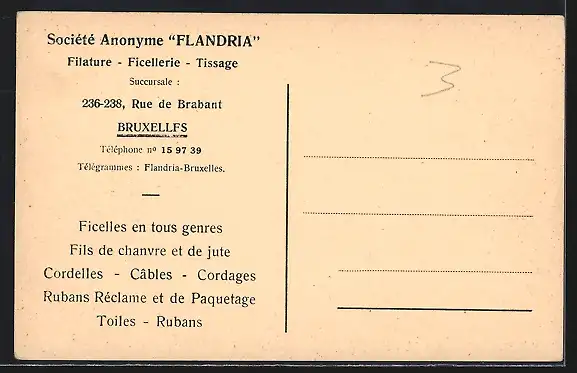 Société Anonyme “FLANDRIA”
Filature - Ficellerie - Tissage
Succursale :
236-238, Rue de Brabant
BRUXELLES
Téléphone nº 15 97 39
Télégrammes : Flandria-Bruxelles.
Ficelles en tous genres
Fils de chanvre et de jute
Cordelles - Câbles - Cordages
Rubans Réclame et de Paquetage
Toiles - Rubans
3